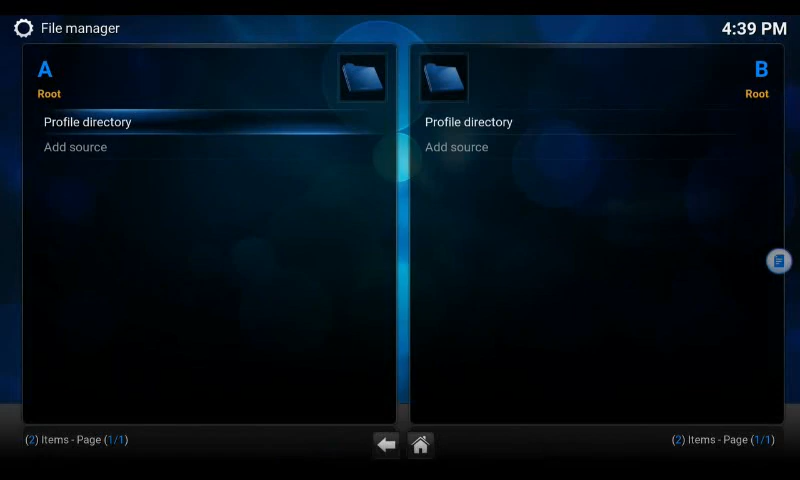 File manager
4:39 PM
A
Root
Profile directory
Add source
B
Root
Profile directory
Add source
(2) Items - Page (1/1)
(2) Items - Page (1/1)